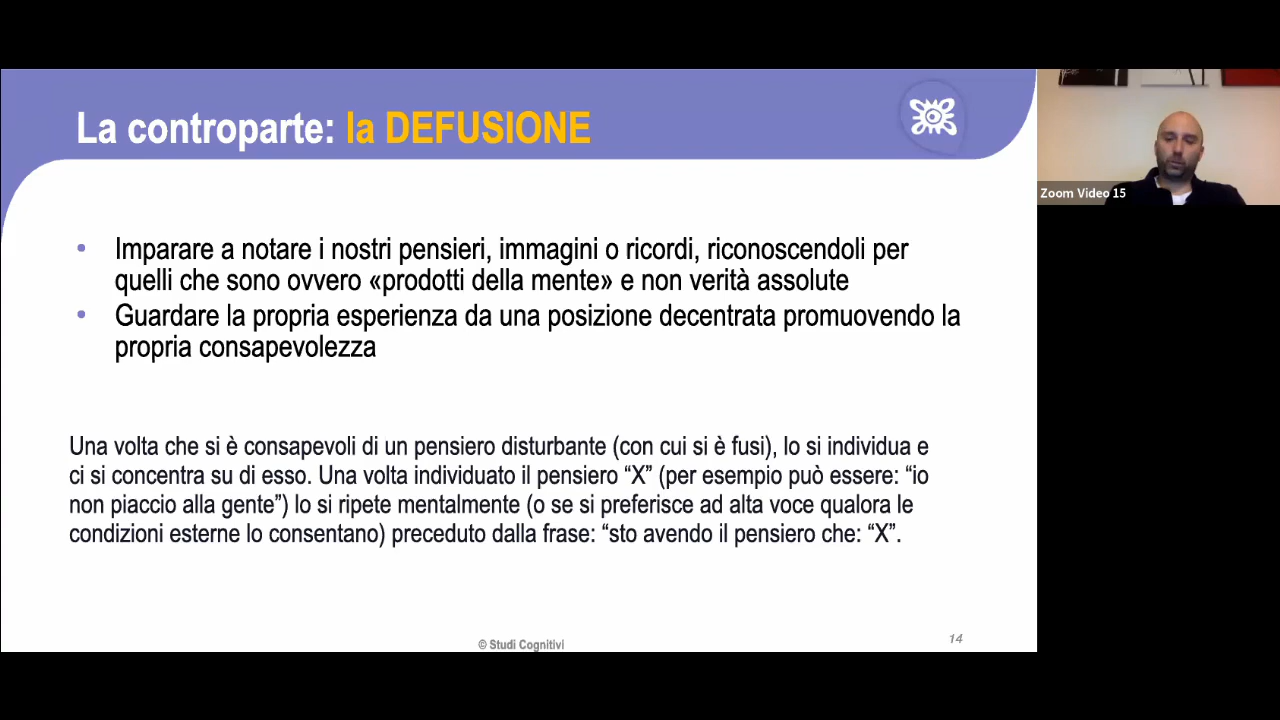 La controparte: la DEFUSIONE
Zoom Video 15
• Imparare a notare i nostri pensieri, immagini o ricordi, riconoscendoli per
quelli che sono ovvero «prodotti della mente» e non verità assolute
• Guardare la propria esperienza da una posizione decentrata promuovendo la
propria consapevolezza
Una volta che si è consapevoli di un pensiero disturbante (con cui si è fusi), lo si individua e
ci si concentra su di esso. Una volta individuato il pensiero “X” (per esempio può essere: “io
non piaccio alla gente”) lo si ripete mentalmente (o se si preferisce ad alta voce qualora le
condizioni esterne lo consentano) preceduto dalla frase: “sto avendo il pensiero che: “X”.
© Studi Cognitivi
14